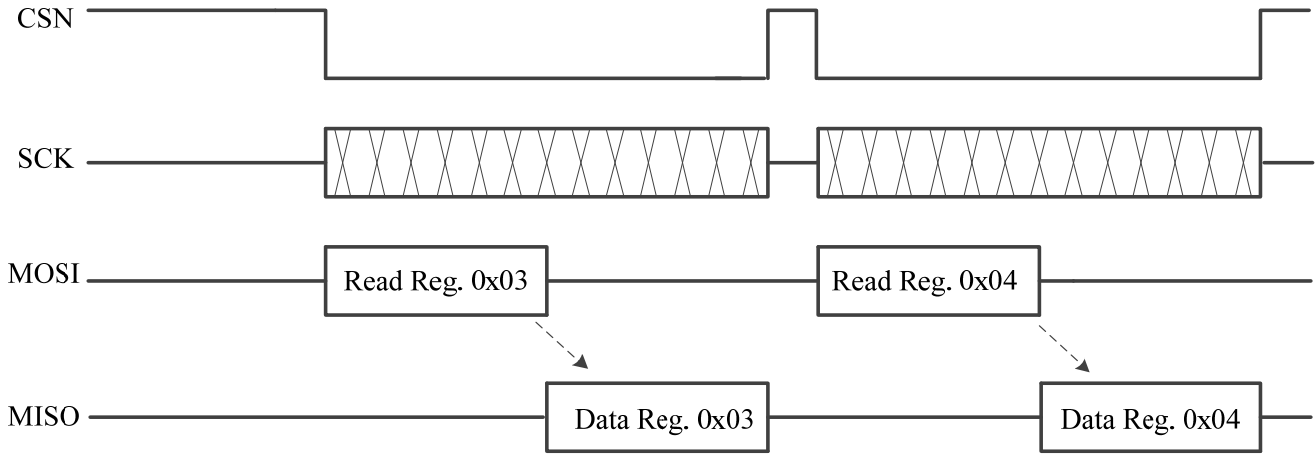 CSN
SCK
MOSI
Read Reg. 0x03
Read Reg. 0x04
MISO
Data Reg. 0x03
Data Reg. 0x04